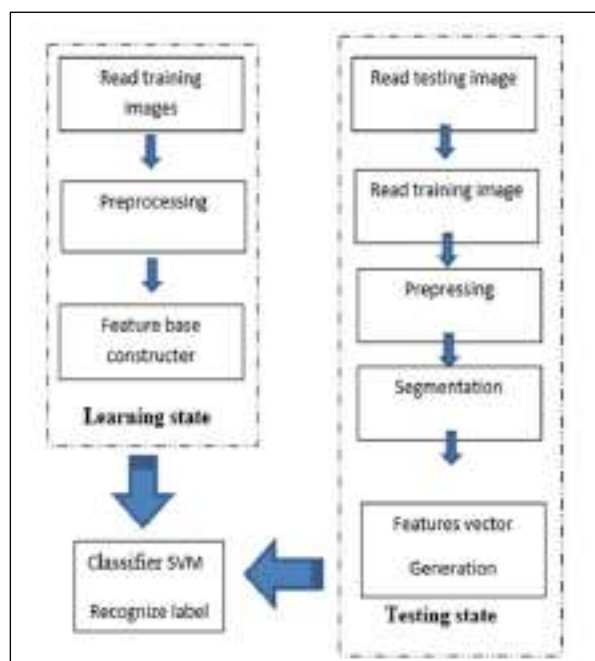 Read training
images
Preprocessing
Feature base
constructer
Learning state
Read testing image
Read training image
Prepressing
Segmentation
Features vector
Generation
Testing state
Classifier SVM
Recognize label